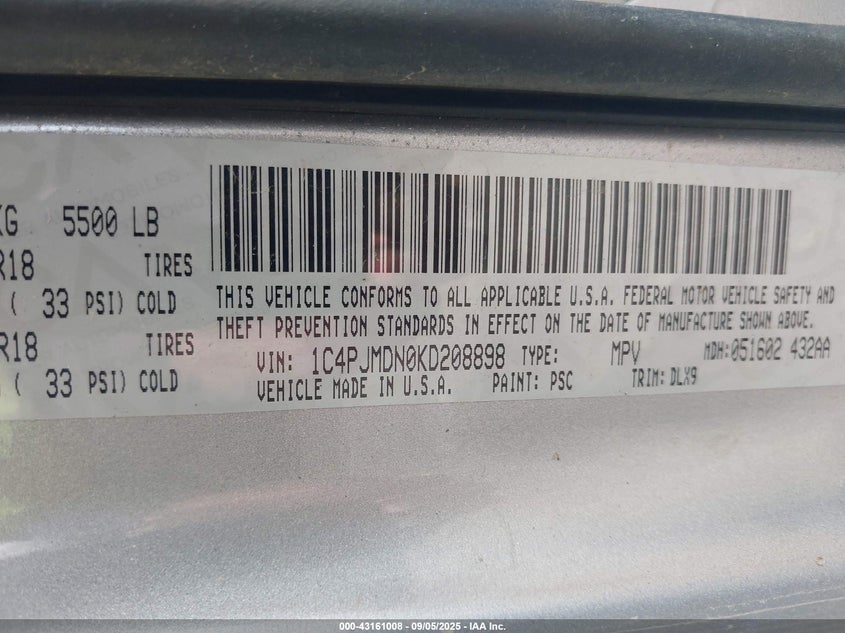 KG 5500 LB
R18 TIRES
( 33 PSI) COLD
R18 TIRES
( 33 PSI) COLD
THIS VEHICLE CONFORMS TO ALL APPLICABLE U.S.A. FEDERAL MOTOR VEHICLE SAFETY AND
THEFT PREVENTION STANDARDS IN EFFECT ON THE DATE OF MANUFACTURE SHOWN ABOVE.
VIN: 1C4PJMDN0KD208898 TYPE: MPV MDH:051602 432AA
VEHICLE MADE IN U.S.A. PAINT: PSC TRIM: DLX9
000-43161008 - 09/05/2025 - IAA Inc.